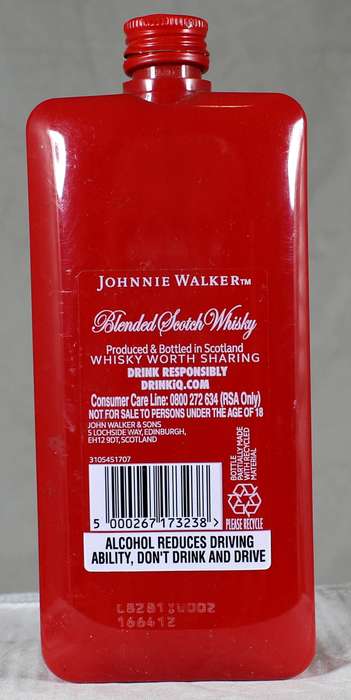 JOHNNIE WALKER™
Blended Scotch Whisky
Produced & Bottled in Scotland
WHISKY WORTH SHARING
DRINK RESPONSIBLY
DRINKiQ.COM
Consumer Care Line: 0800 272 634 (RSA Only)
NOT FOR SALE TO PERSONS UNDER THE AGE OF 18
JOHN WALKER & SONS
5 LOCHSIDE WAY, EDINBURGH,
EH12 9DT, SCOTLAND
3105451707
BOTTLE
PARTIALLY MADE
WITH RECYCLED
MATERIAL
5 000267 173238 >
PLEASE RECYCLE
ALCOHOL REDUCES DRIVING
ABILITY, DON'T DRINK AND DRIVE
166412